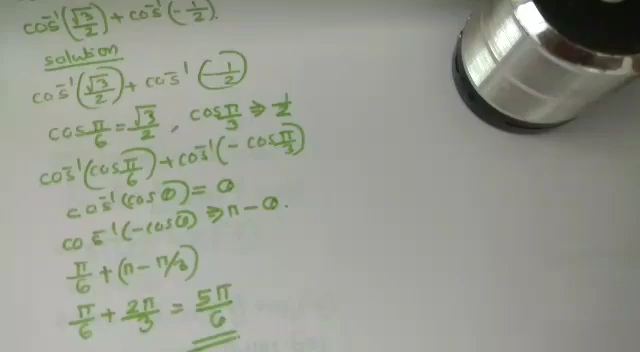 cos⁻¹(√3/2) + cos⁻¹(-1/2).
solution
cos⁻¹(√3/2) + cos⁻¹(-1/2)
cos π/6 = √3/2, cos π/3 ⇒ 1/2
cos⁻¹(cos π/6) + cos⁻¹(-cos π/3)
cos⁻¹(cos θ) = θ
cos⁻¹(-cos θ) ⇒ π - θ.
π/6 + (π - π/3)
π/6 + 2π/3 = 5π/6